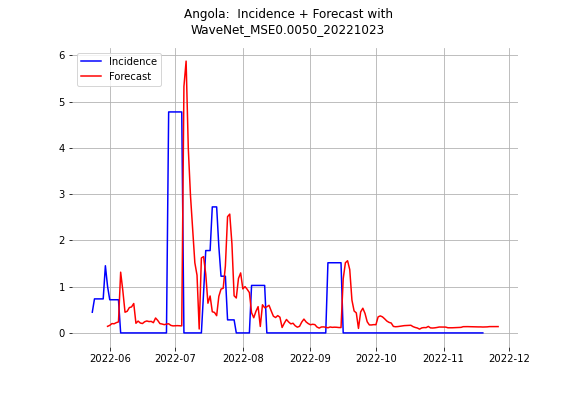 Angola:  Incidence + Forecast with
WaveNet_MSE0.0050_20221023
Incidence
Forecast
6
5
4
3
2
1
0
2022-06 2022-07 2022-08 2022-09 2022-10 2022-11 2022-12